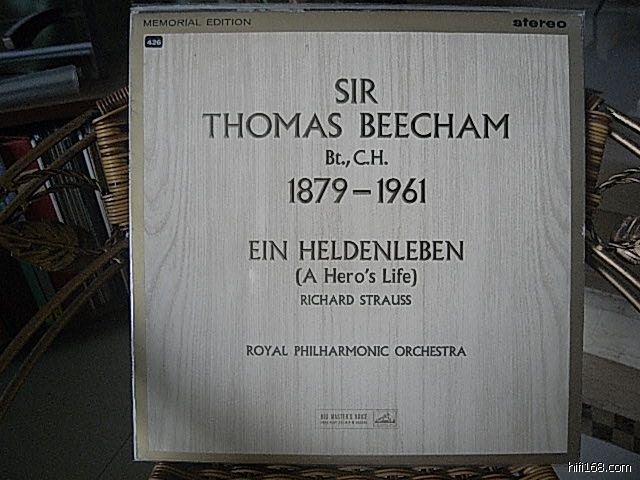 MEMORIAL EDITION
stereo
426
SIR
THOMAS BEECHAM
Bt., C.H.
1879–1961
EIN HELDENLEBEN
(A Hero's Life)
RICHARD STRAUSS
ROYAL PHILHARMONIC ORCHESTRA
HIS MASTER'S VOICE
hifi168.com